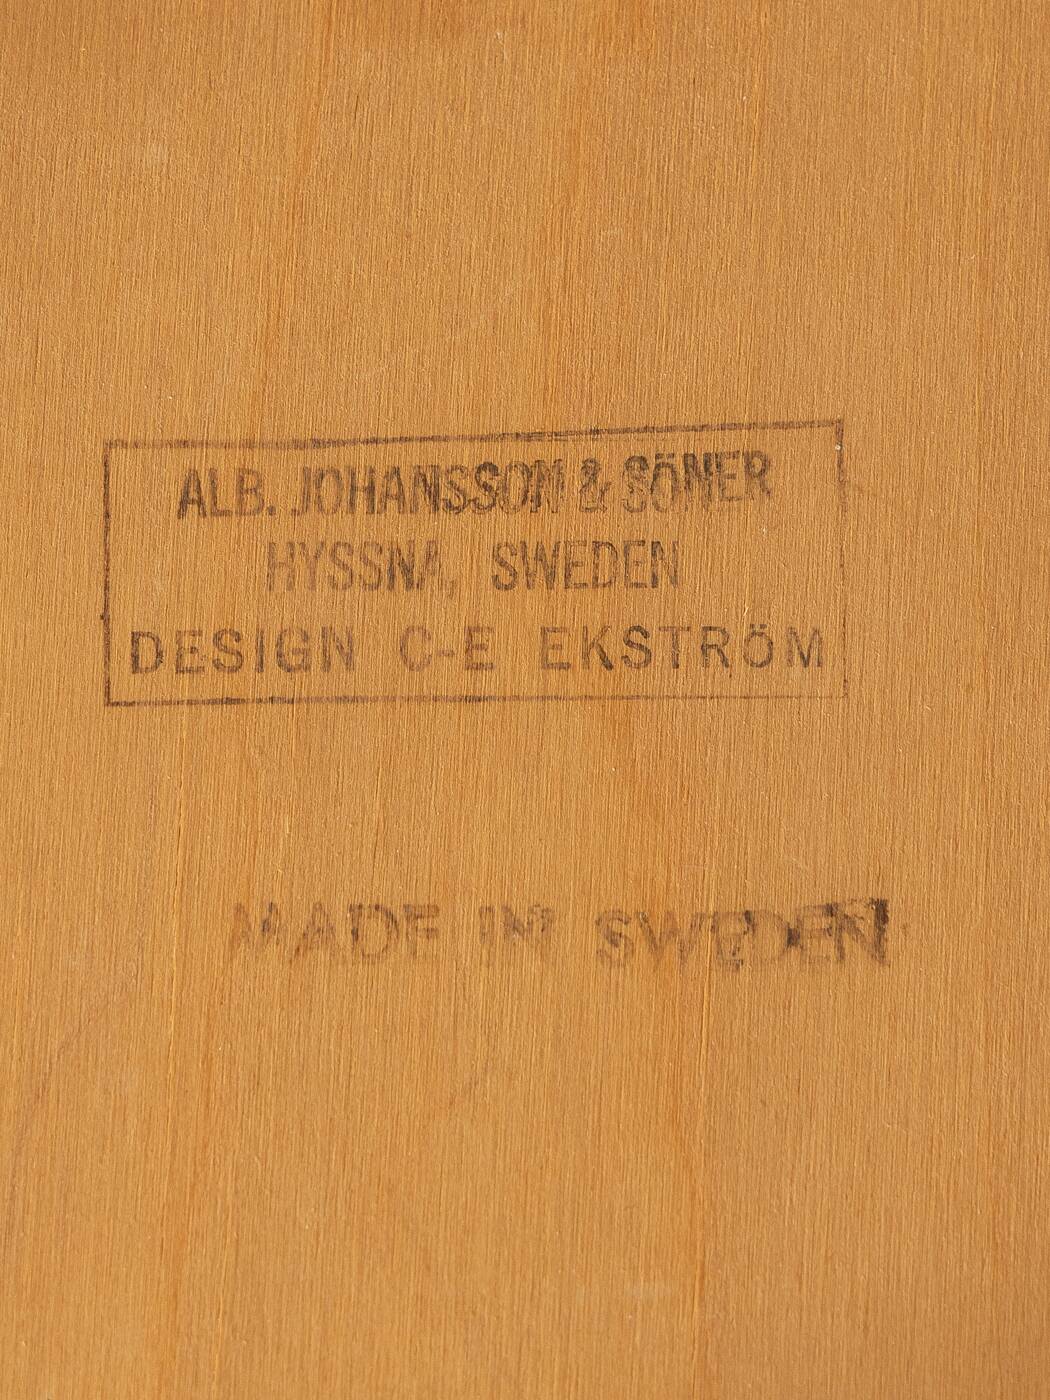 ALB. JOHANSSON & SÖNER
HYSSNA, SWEDEN
DESIGN C-E EKSTRÖM
MADE IN SWEDEN